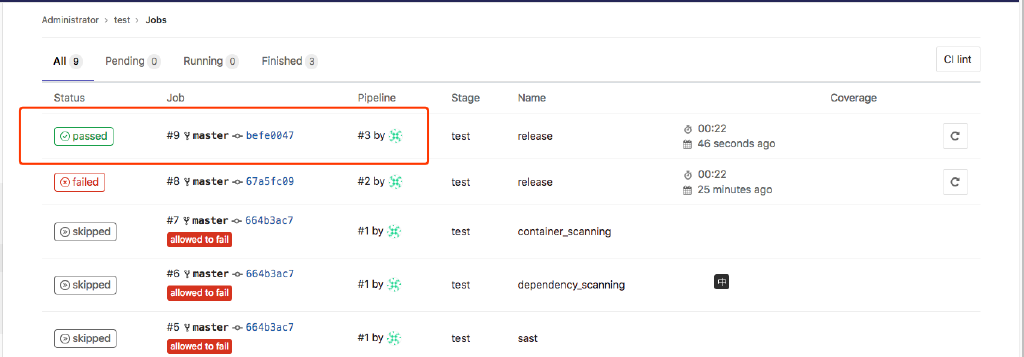 Administrator › test › Jobs
All 9 Pending 0 Running 0 Finished 3 CI lint
Status Job Pipeline Stage Name Coverage
passed #9 master befe0047 #3 by test release 00:22
46 seconds ago
failed #8 master 67a5fc09 #2 by test release 00:22
25 minutes ago
skipped #7 master 664b3ac7 #1 by test container_scanning
allowed to fail
skipped #6 master 664b3ac7 #1 by test dependency_scanning 中
allowed to fail
skipped #5 master 664b3ac7 #1 by test sast
allowed to fail